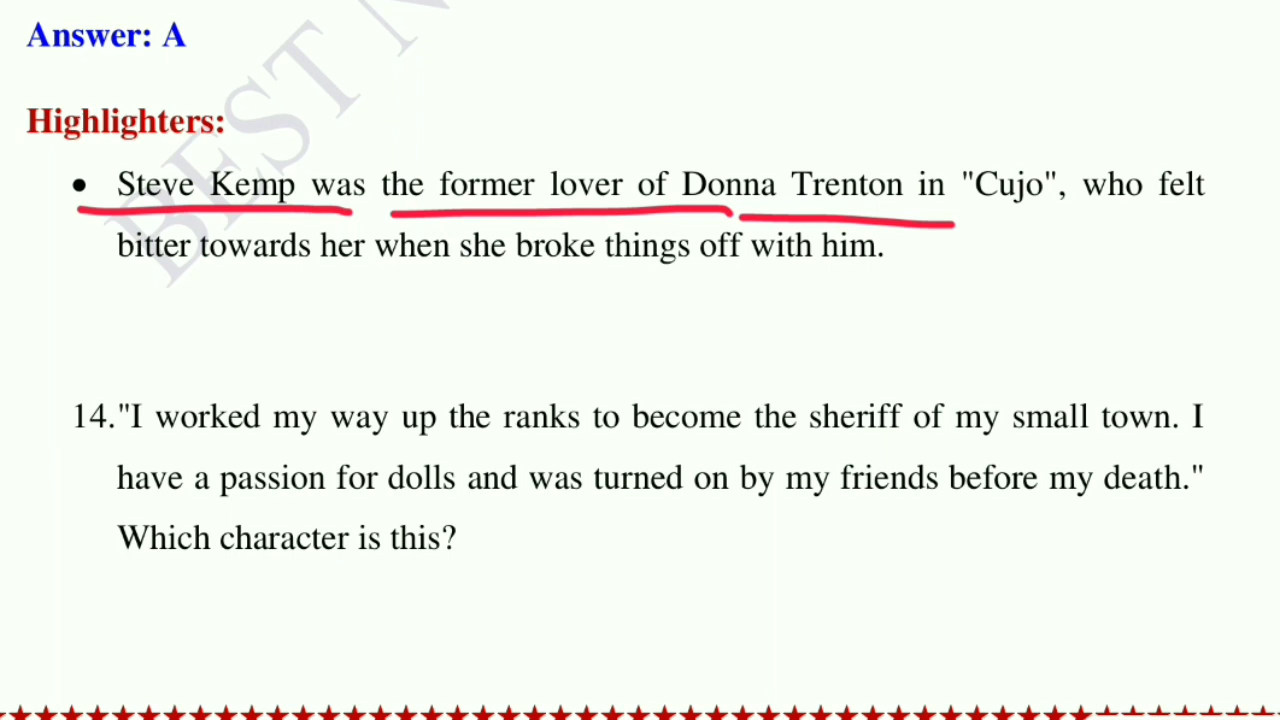 Answer: A
Highlighters:
• Steve Kemp was the former lover of Donna Trenton in "Cujo", who felt
bitter towards her when she broke things off with him.
14."I worked my way up the ranks to become the sheriff of my small town. I
have a passion for dolls and was turned on by my friends before my death."
Which character is this?
BEST N